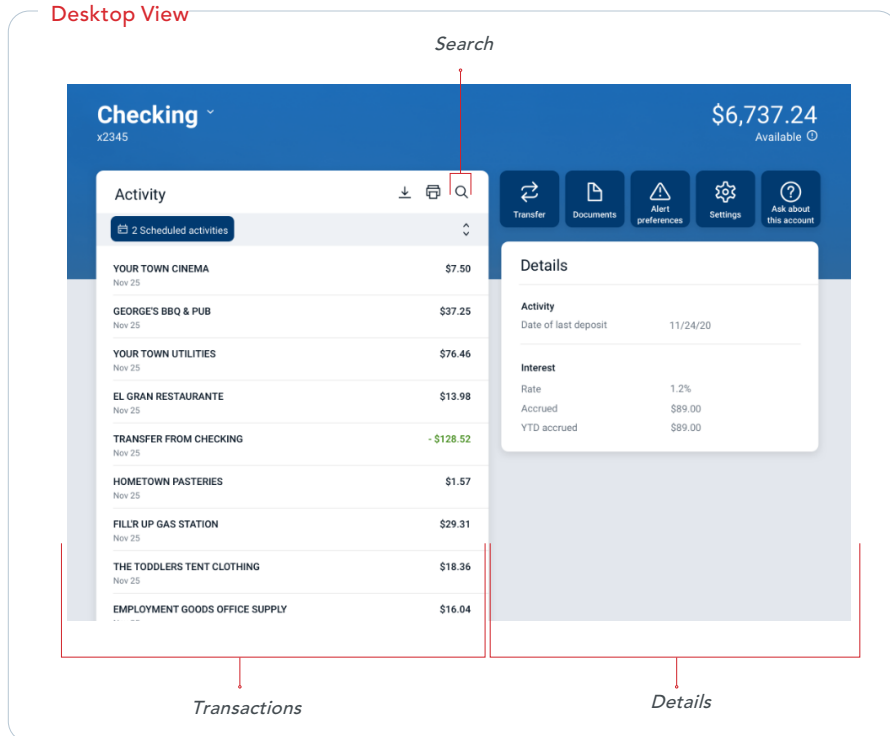 Desktop View
Search
Checking
x2345
$6,737.24
Available
Activity
2 Scheduled activities
YOUR TOWN CINEMA $7.50
Nov 25
GEORGE'S BBQ & PUB $37.25
Nov 25
YOUR TOWN UTILITIES $76.46
Nov 25
EL GRAN RESTAURANTE $13.98
Nov 25
TRANSFER FROM CHECKING - $128.52
Nov 25
HOMETOWN PASTERIES $1.57
Nov 25
FILL'R UP GAS STATION $29.31
Nov 25
THE TODDLERS TENT CLOTHING $18.36
Nov 25
EMPLOYMENT GOODS OFFICE SUPPLY $16.04
Transfer
Documents
Alert
preferences
Settings
Ask about
this account
Details
Activity
Date of last deposit 11/24/20
Interest
Rate 1.2%
Accrued $89.00
YTD accrued $89.00
Transactions
Details